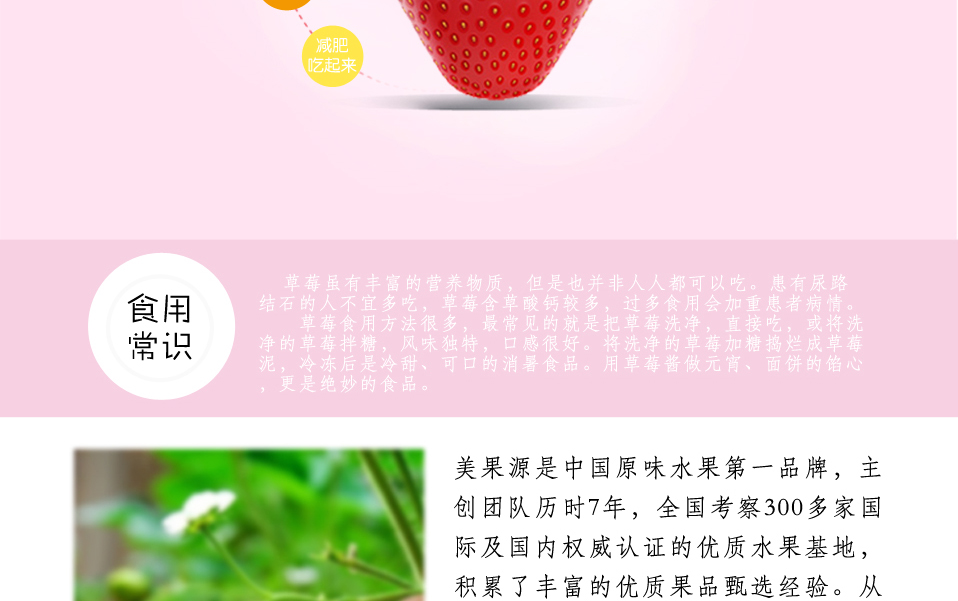 减肥
吃起来
食用
常识
草莓虽有丰富的营养物质，但是也并非人人都可以吃。患有尿路
结石的人不宜多吃，草莓含草酸钙较多，过多食用会加重患者病情。
草莓食用方法很多，最常见的就是把草莓洗净，直接吃，或将洗
净的草莓拌糖，风味独特，口感很好。将洗净的草莓加糖捣烂成草莓
泥，冷冻后是冷甜、可口的消暑食品。用草莓酱做元宵、面饼的饴心
，更是绝妙的食品。
美果源是中国原味水果第一品牌，主
创团队历时7年，全国考察300多家国
际及国内权威认证的优质水果基地，
积累了丰富的优质果品甄选经验。从